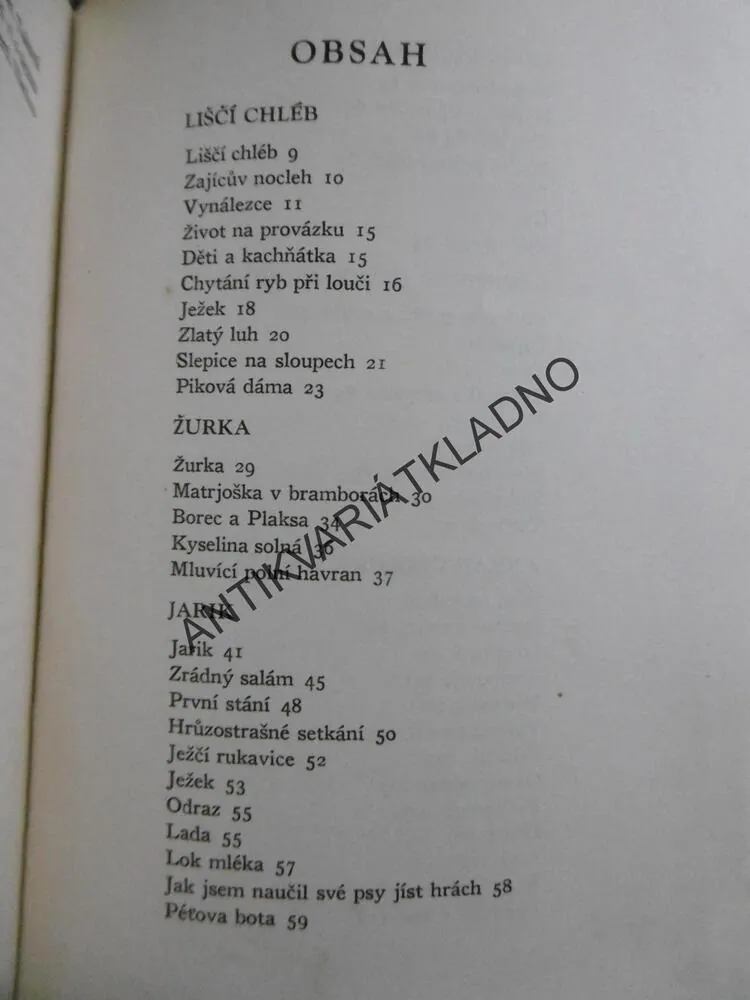 OBSAH
LIŠČÍ CHLÉB
Liščí chléb 9
Zajícův nocleh 10
Vynálezce 11
Život na provázku 15
Děti a kachňátka 15
Chytání ryb při louči 16
Ježek 18
Zlatý luh 20
Slepice na sloupech 21
Piková dáma 23
ŽURKA
Žurka 29
Matrjoška v bramborách 30
Borec a Plaksa 34
Kyselina solná 36
Mluvící polní havran 37
JARIK
Jarik 41
Zrádný salám 45
První stání 48
Hrůzostrašné setkání 50
Ježčí rukavice 52
Ježek 53
Odraz 55
Lada 55
Lok mléka 57
Jak jsem naučil své psy jíst hrách 58
Péťova bota 59
ANTIKVARIÁTKLADNO